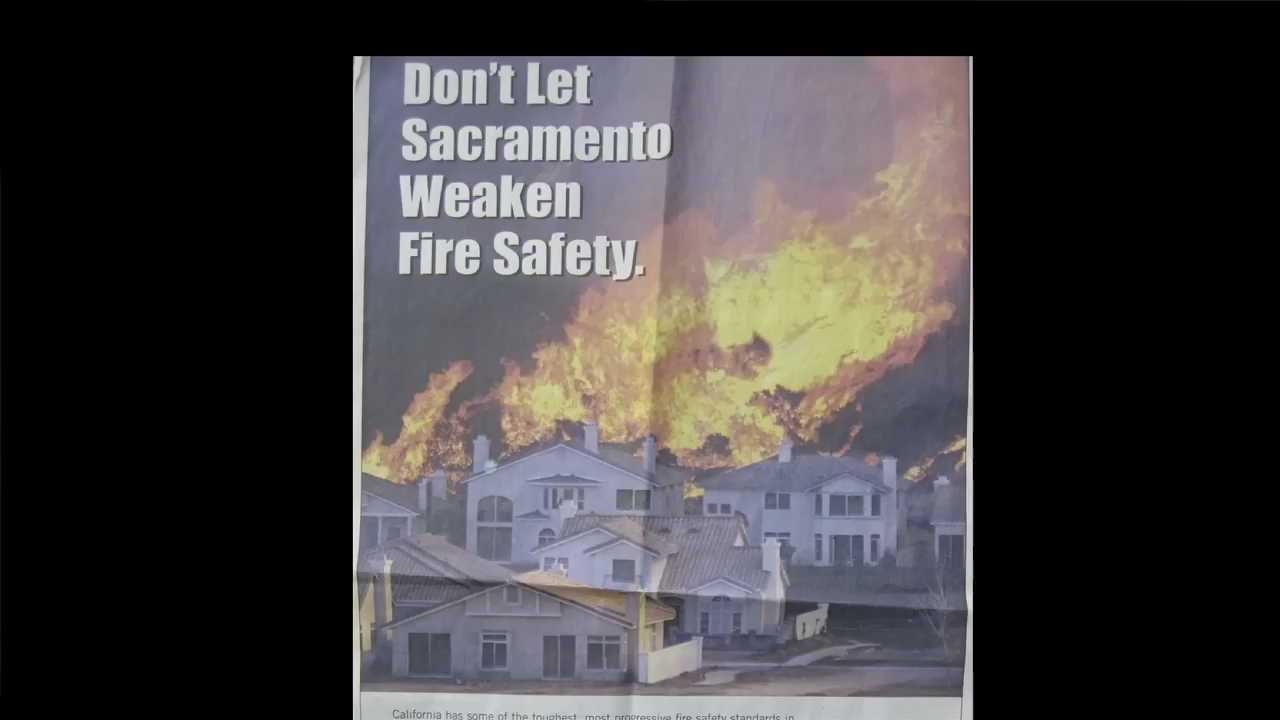 Don't Let
Sacramento
Weaken
Fire Safety.
California has some of the toughest, most progressive fire safety standards in